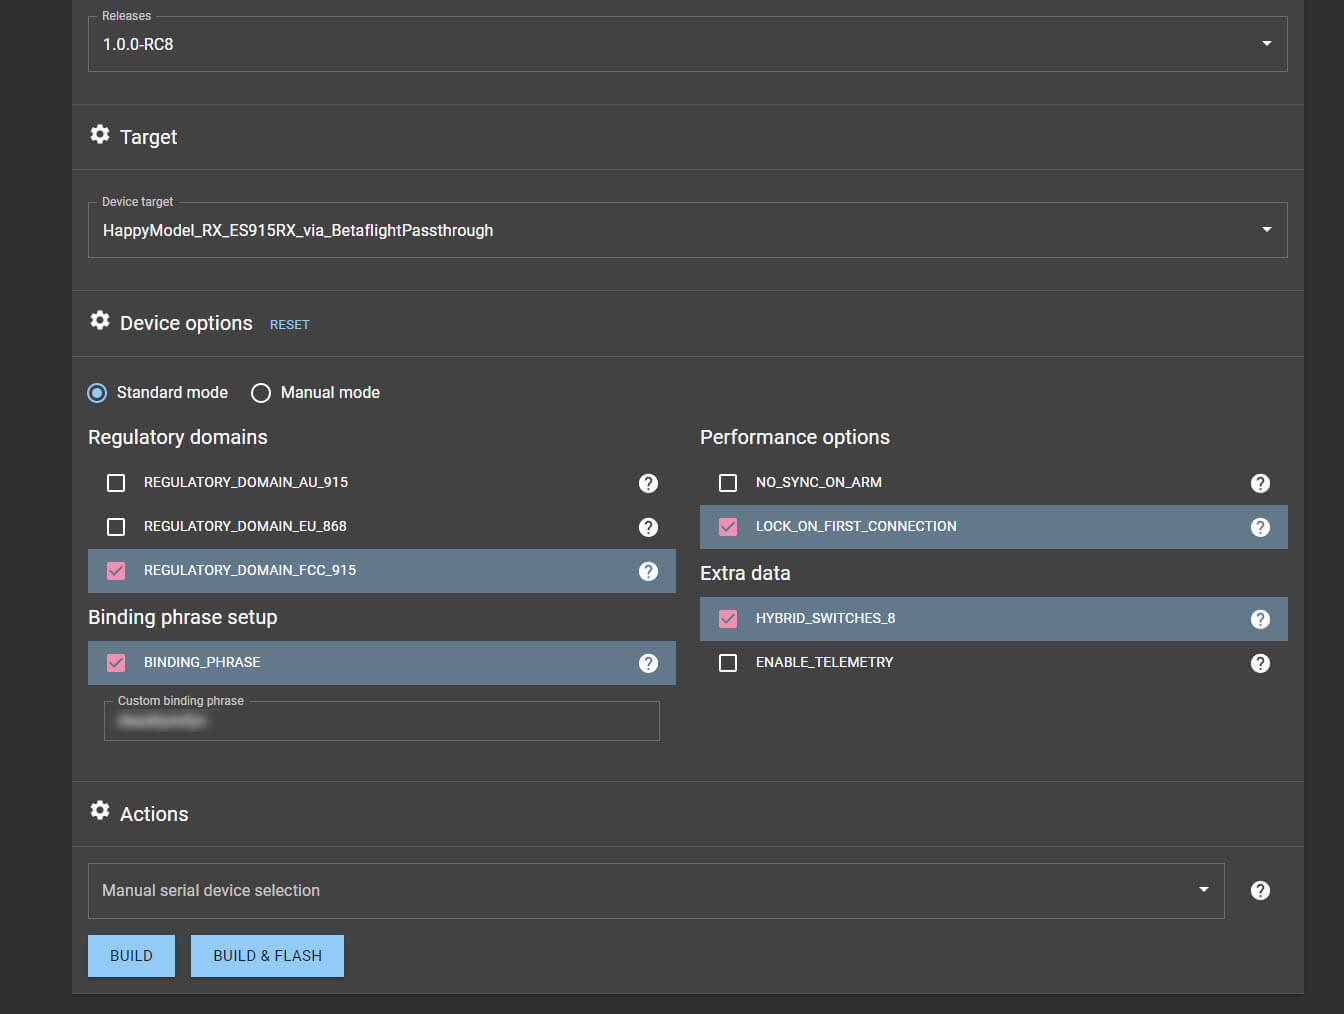 Releases
1.0.0-RC8
Target
Device target
HappyModel_RX_ES915RX_via_BetaflightPassthrough
Device options RESET
Standard mode Manual mode
Regulatory domains
REGULATORY_DOMAIN_AU_915
REGULATORY_DOMAIN_EU_868
REGULATORY_DOMAIN_FCC_915
Binding phrase setup
BINDING_PHRASE
Custom binding phrase
Performance options
NO_SYNC_ON_ARM
LOCK_ON_FIRST_CONNECTION
Extra data
HYBRID_SWITCHES_8
ENABLE_TELEMETRY
Actions
Manual serial device selection
BUILD BUILD & FLASH